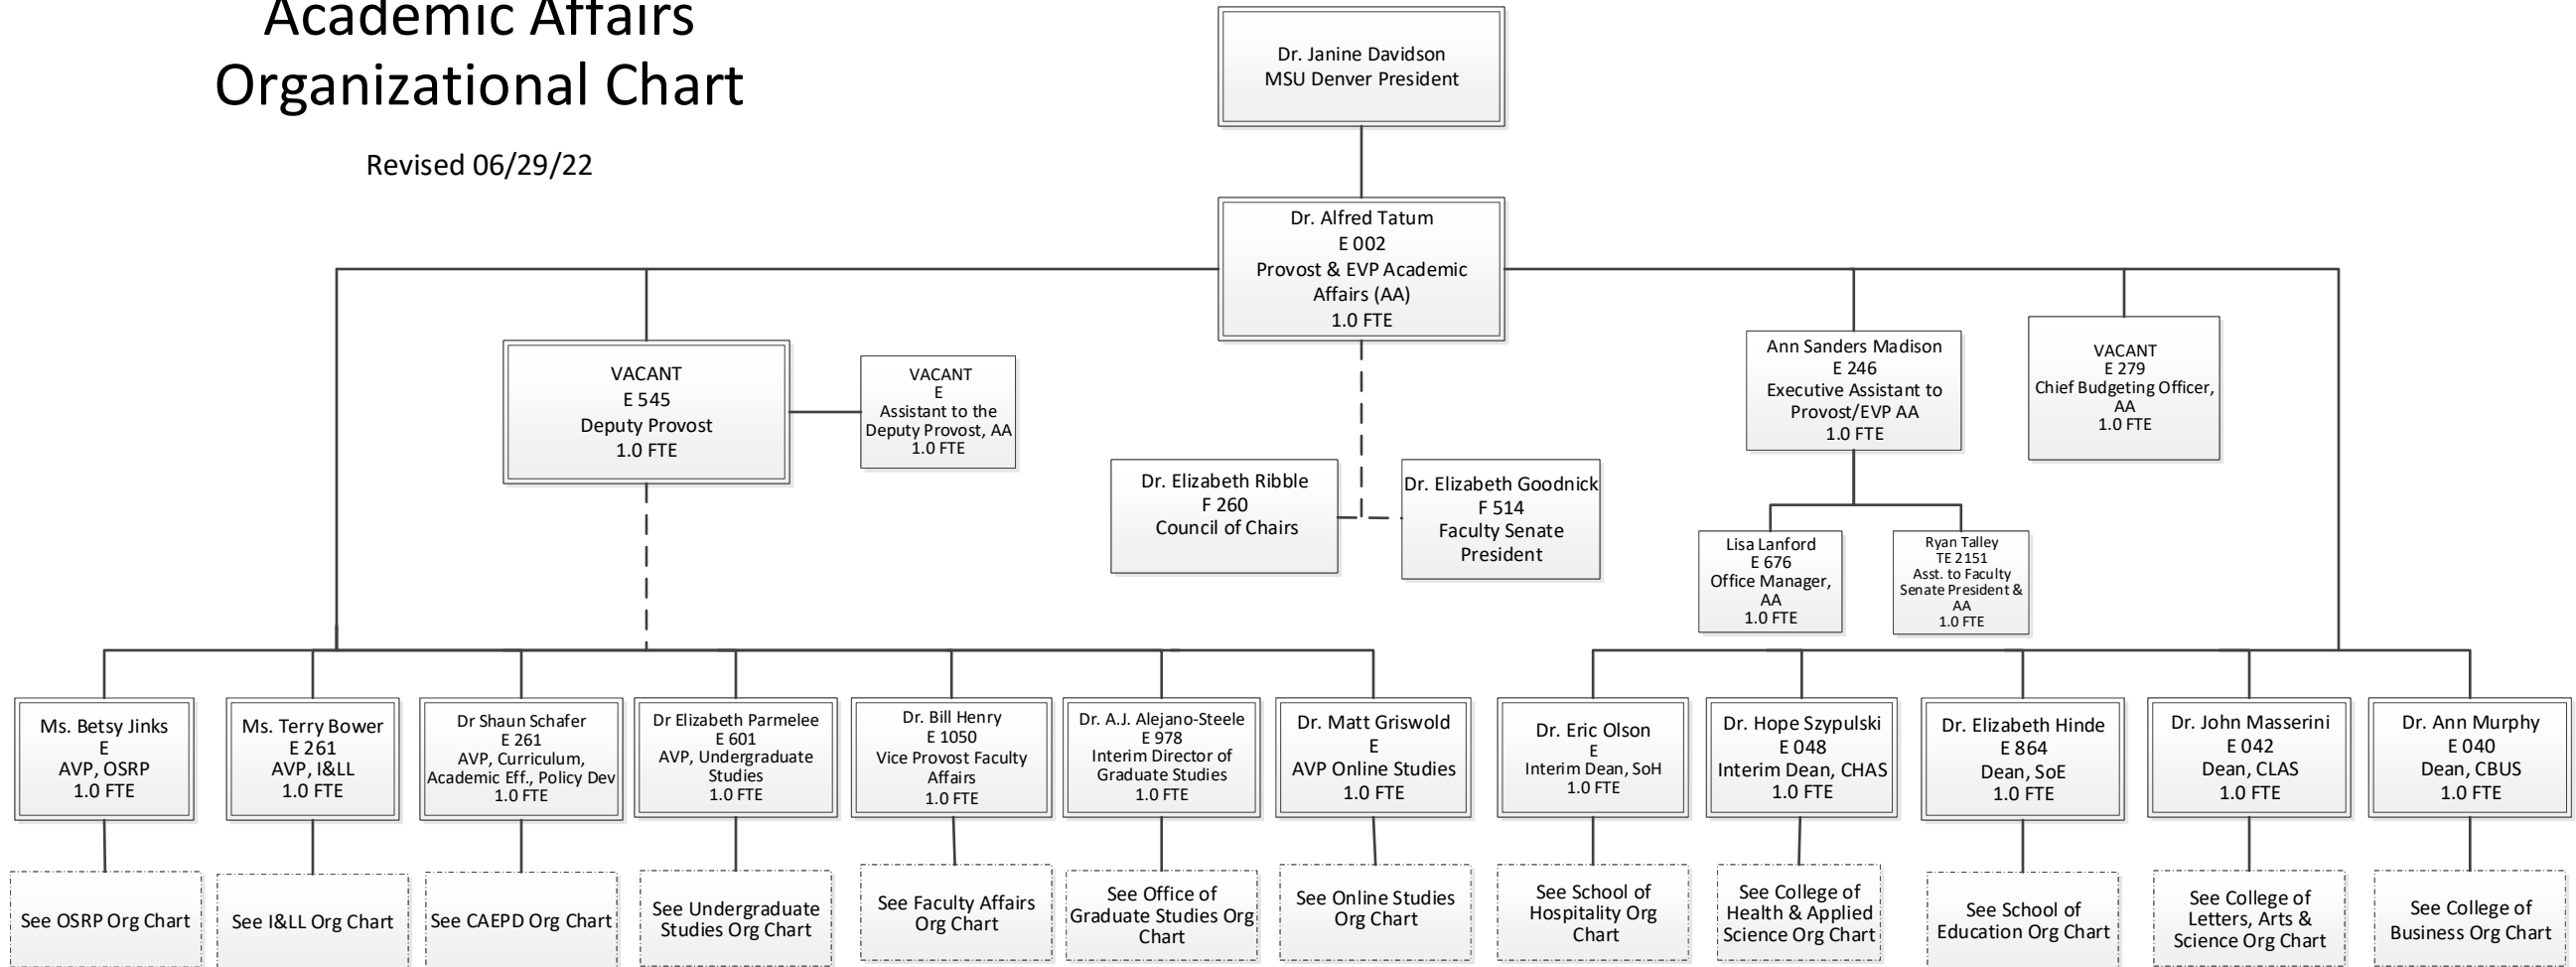 Academic Affairs
Organizational Chart
Revised 06/29/22
Dr. Janine Davidson
MSU Denver President
Dr. Alfred Tatum
E 002
Provost & EVP Academic
Affairs (AA)
1.0 FTE
VACANT
E 545
Deputy Provost
1.0 FTE
VACANT
E
Assistant to the
Deputy Provost, AA
1.0 FTE
Dr. Elizabeth Ribble
F 260
Council of Chairs
Dr. Elizabeth Goodnick
F 514
Faculty Senate
President
Ann Sanders Madison
E 246
Executive Assistant to
Provost/EVP AA
1.0 FTE
VACANT
E 279
Chief Budgeting Officer,
AA
1.0 FTE
Lisa Lanford
E 676
Office Manager,
AA
1.0 FTE
Ryan Talley
TE 2151
Asst. to Faculty
Senate President &
AA
1.0 FTE
Ms. Betsy Jinks
E
AVP, OSRP
1.0 FTE
Ms. Terry Bower
E 261
AVP, I&LL
1.0 FTE
Dr Shaun Schafer
E 261
AVP, Curriculum,
Academic Eff., Policy Dev
1.0 FTE
Dr Elizabeth Parmelee
E 601
AVP, Undergraduate
Studies
1.0 FTE
Dr. Bill Henry
E 1050
Vice Provost Faculty
Affairs
1.0 FTE
Dr. A.J. Alejano-Steele
E 978
Interim Director of
Graduate Studies
1.0 FTE
Dr. Matt Griswold
E
AVP Online Studies
1.0 FTE
Dr. Eric Olson
E
Interim Dean, SoH
1.0 FTE
Dr. Hope Szypulski
E 048
Interim Dean, CHAS
1.0 FTE
Dr. Elizabeth Hinde
E 864
Dean, SoE
1.0 FTE
Dr. John Masserini
E 042
Dean, CLAS
1.0 FTE
Dr. Ann Murphy
E 040
Dean, CBUS
1.0 FTE
See OSRP Org Chart
See I&LL Org Chart
See CAEPD Org Chart
See Undergraduate
Studies Org Chart
See Faculty Affairs
Org Chart
See Office of
Graduate Studies Org
Chart
See Online Studies
Org Chart
See School of
Hospitality Org
Chart
See College of
Health & Applied
Science Org Chart
See School of
Education Org Chart
See College of
Letters, Arts &
Science Org Chart
See College of
Business Org Chart